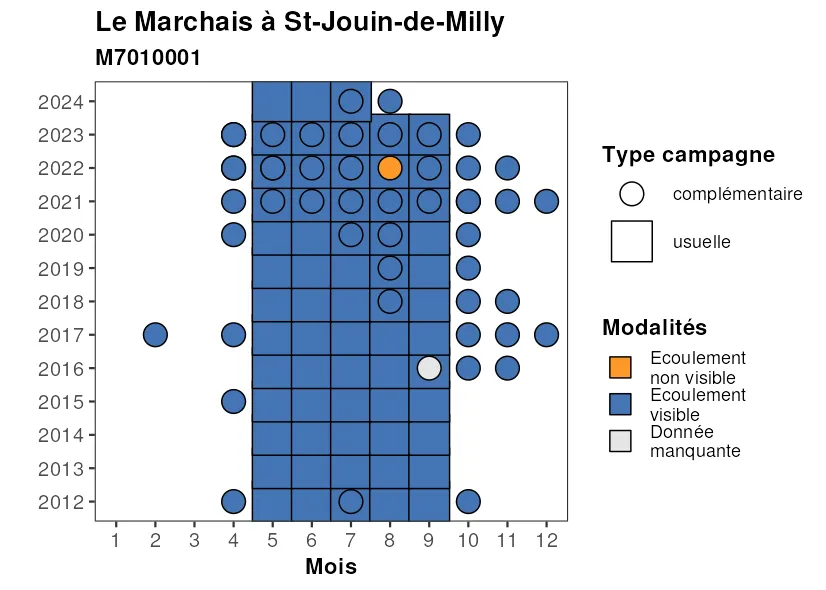 Le Marchais à St-Jouin-de-Milly
M7010001
2024
2023
2022
2021
2020
2019
2018
2017
2016
2015
2014
2013
2012
1 2 3 4 5 6 7 8 9 10 11 12
Mois
Type campagne
complémentaire
usuelle
Modalités
Ecoulement
non visible
Ecoulement
visible
Donnée
manquante